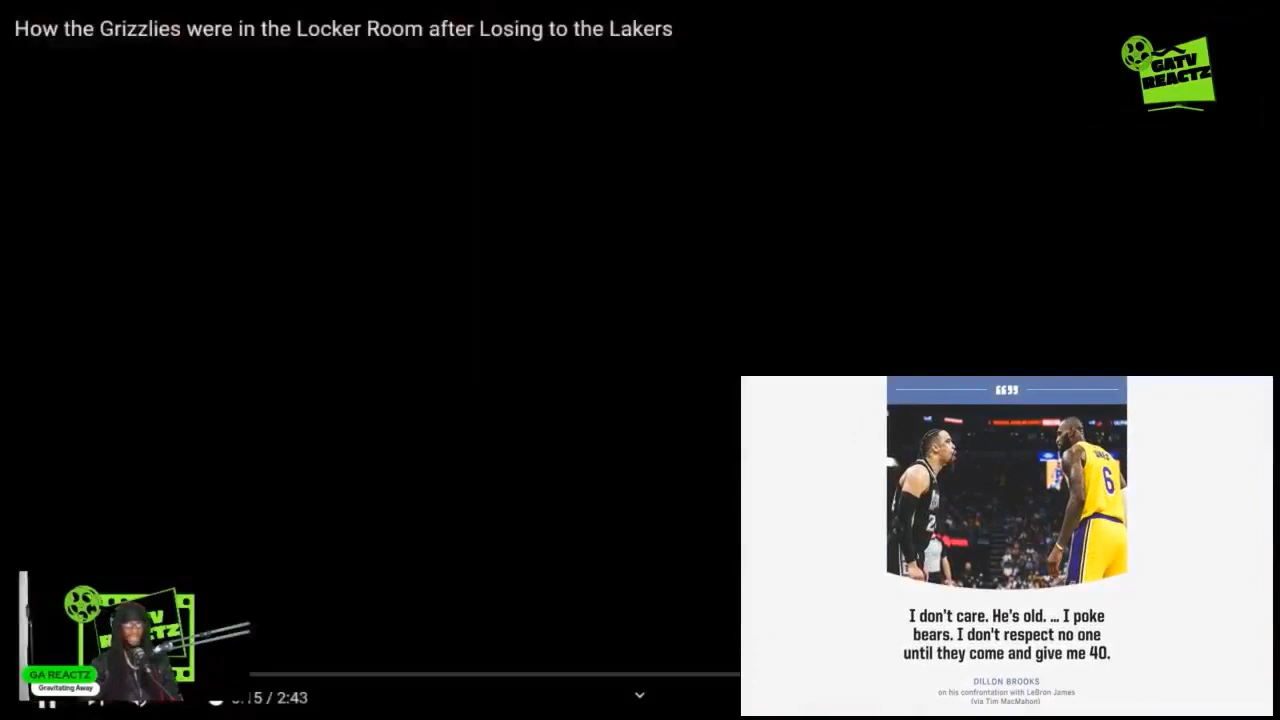 How the Grizzlies were in the Locker Room after Losing to the Lakers
GATV
REACTZ
6
I don't care. He's old. ... I poke
bears. I don't respect no one
until they come and give me 40.
DILLON BROOKS
on his confrontation with LeBron James
(via Tim MacMahon)
GA REACTZ
Gravitating Away
:15 / 2:43